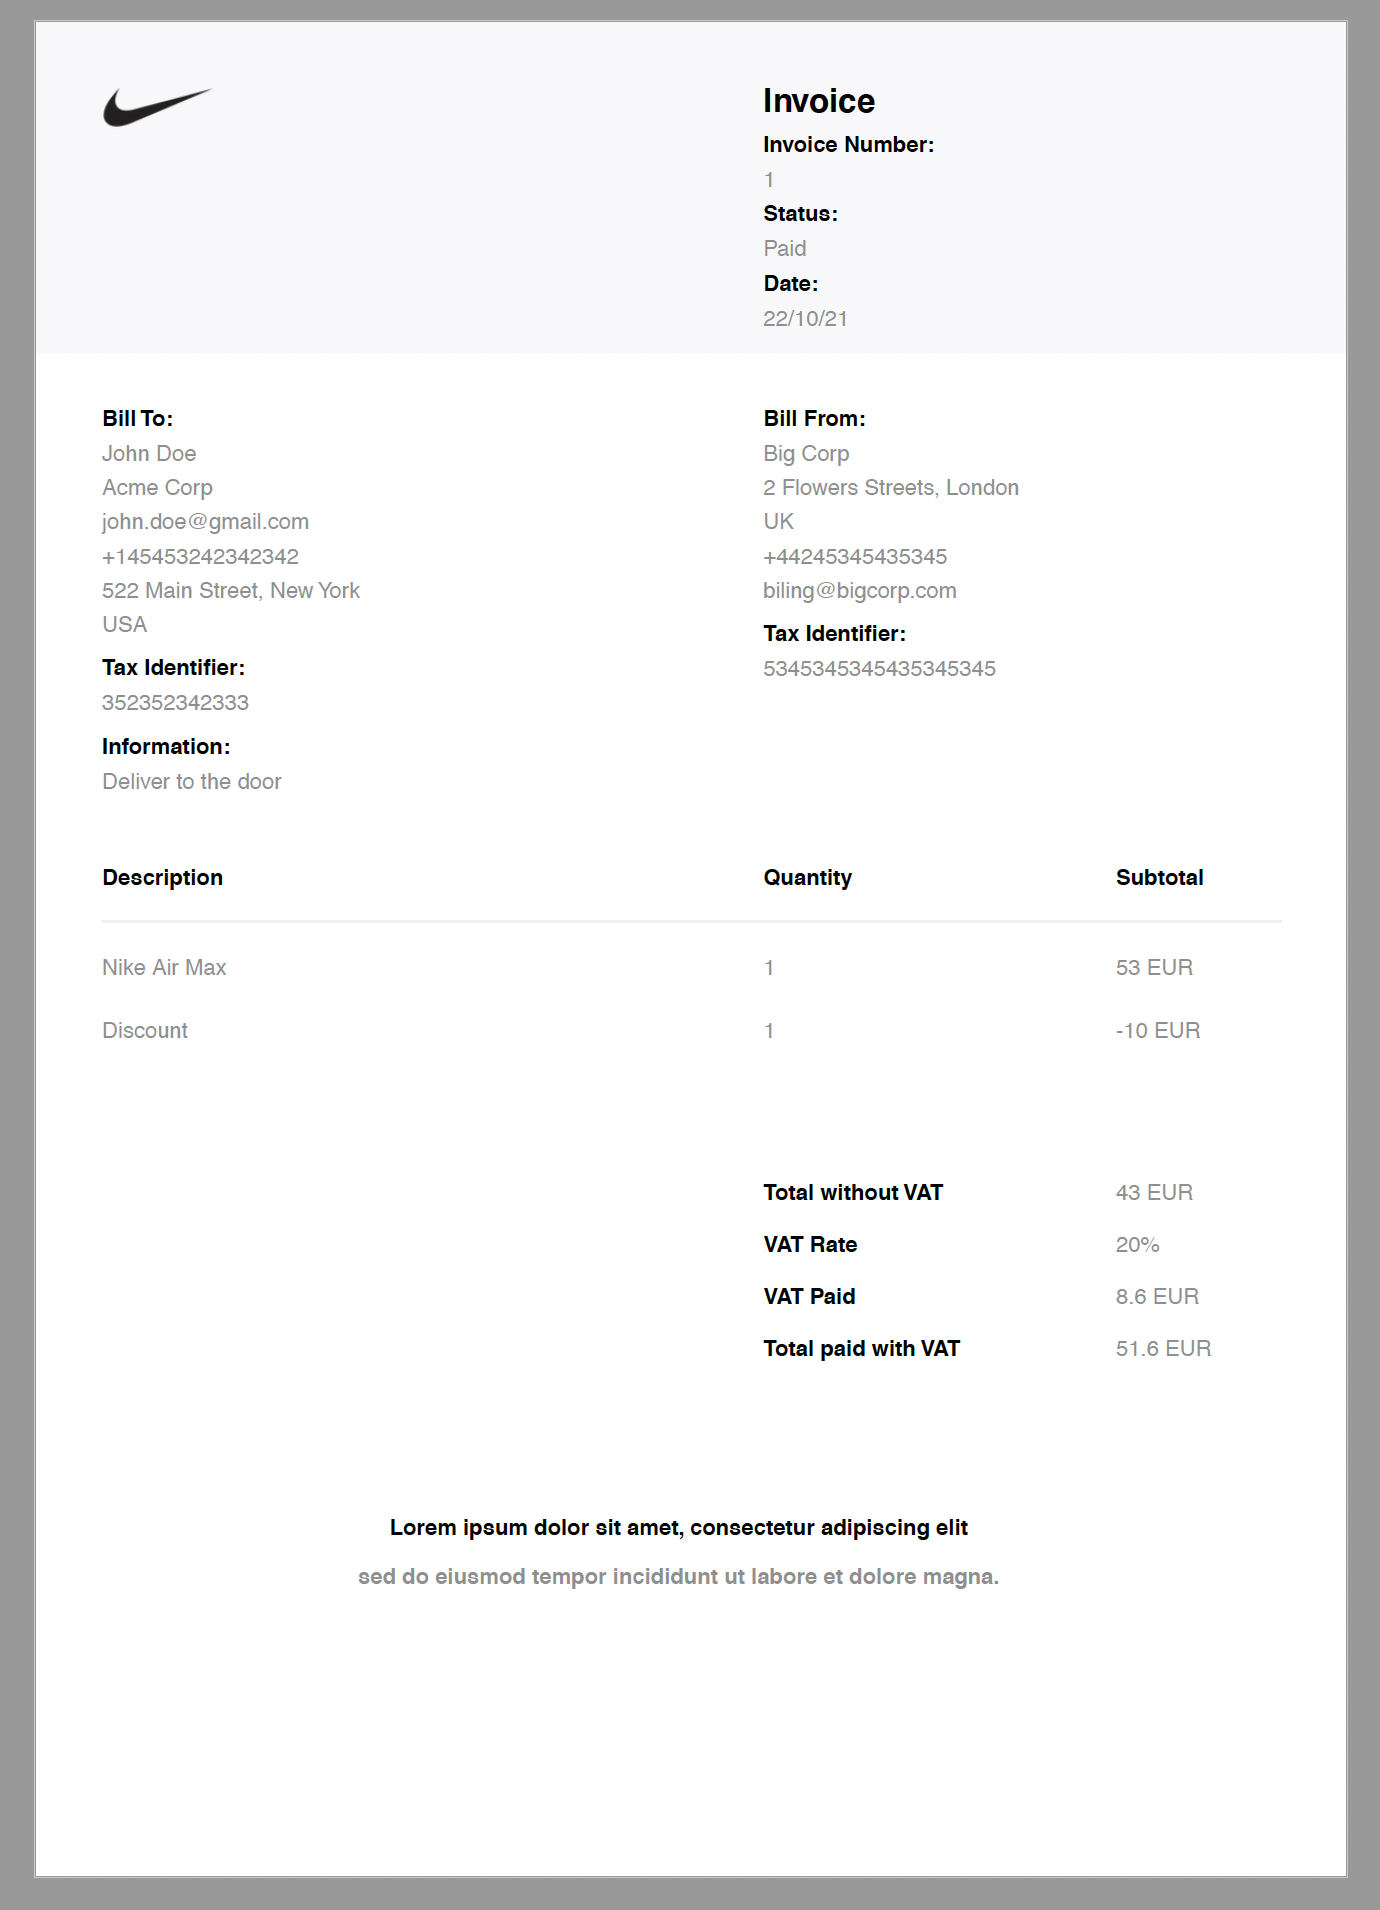 Invoice
Invoice Number:
1
Status:
Paid
Date:
22/10/21
Bill To:
John Doe
Acme Corp
john.doe@gmail.com
+145453242342342
522 Main Street, New York
USA
Tax Identifier:
352352342333
Information:
Deliver to the door
Bill From:
Big Corp
2 Flowers Streets, London
UK
+44245345435345
biling@bigcorp.com
Tax Identifier:
5345345345435345345
Description Quantity Subtotal
Nike Air Max 1 53 EUR
Discount 1 -10 EUR
Total without VAT 43 EUR
VAT Rate 20%
VAT Paid 8.6 EUR
Total paid with VAT 51.6 EUR
Lorem ipsum dolor sit amet, consectetur adipiscing elit
sed do eiusmod tempor incididunt ut labore et dolore magna.